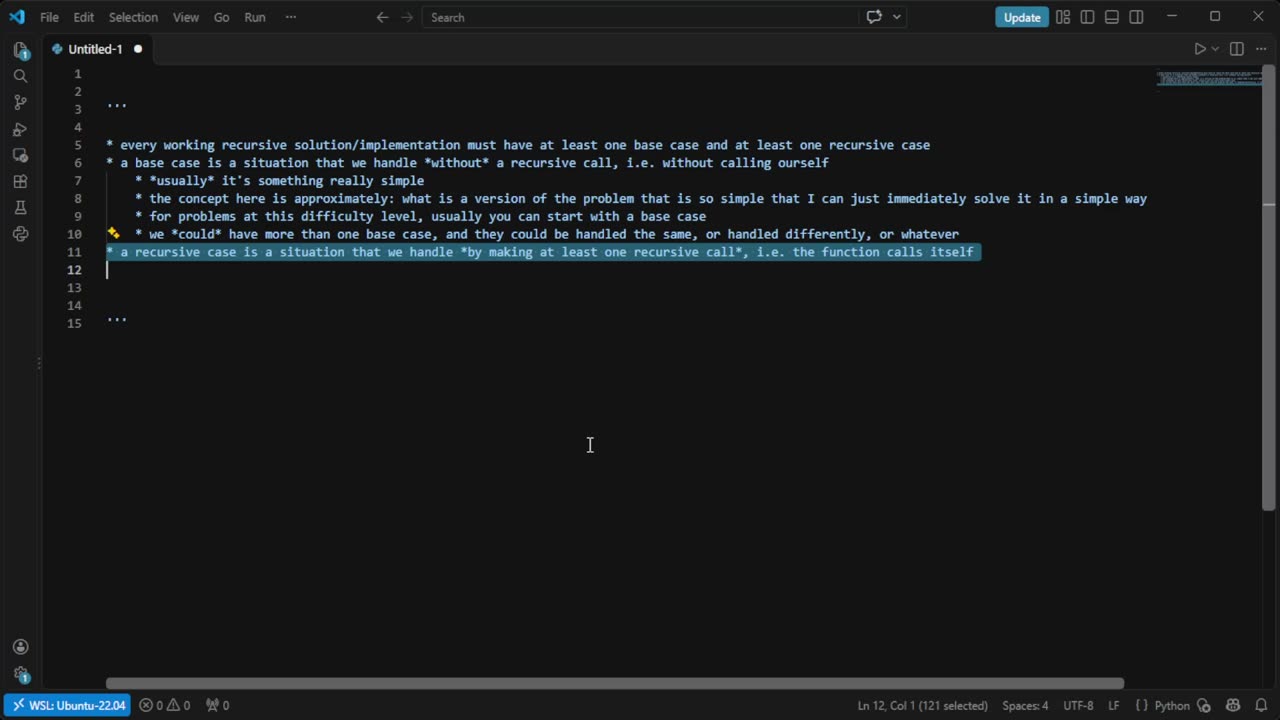 File Edit Selection View Go Run ··· Search Update
Untitled-1
1
2
3 '''
4
5 * every working recursive solution/implementation must have at least one base case and at least one recursive case
6 * a base case is a situation that we handle *without* a recursive call, i.e. without calling ourself
7 * *usually* it's something really simple
8 * the concept here is approximately: what is a version of the problem that is so simple that I can just immediately solve it in a simple way
9 * for problems at this difficulty level, usually you can start with a base case
10 * we *could* have more than one base case, and they could be handled the same, or handled differently, or whatever
11 * a recursive case is a situation that we handle *by making at least one recursive call*, i.e. the function calls itself
12
13
14
15 '''
1
1
WSL: Ubuntu-22.04 0 0 0 Ln 12, Col 1 (121 selected) Spaces: 4 UTF-8 LF { } Python